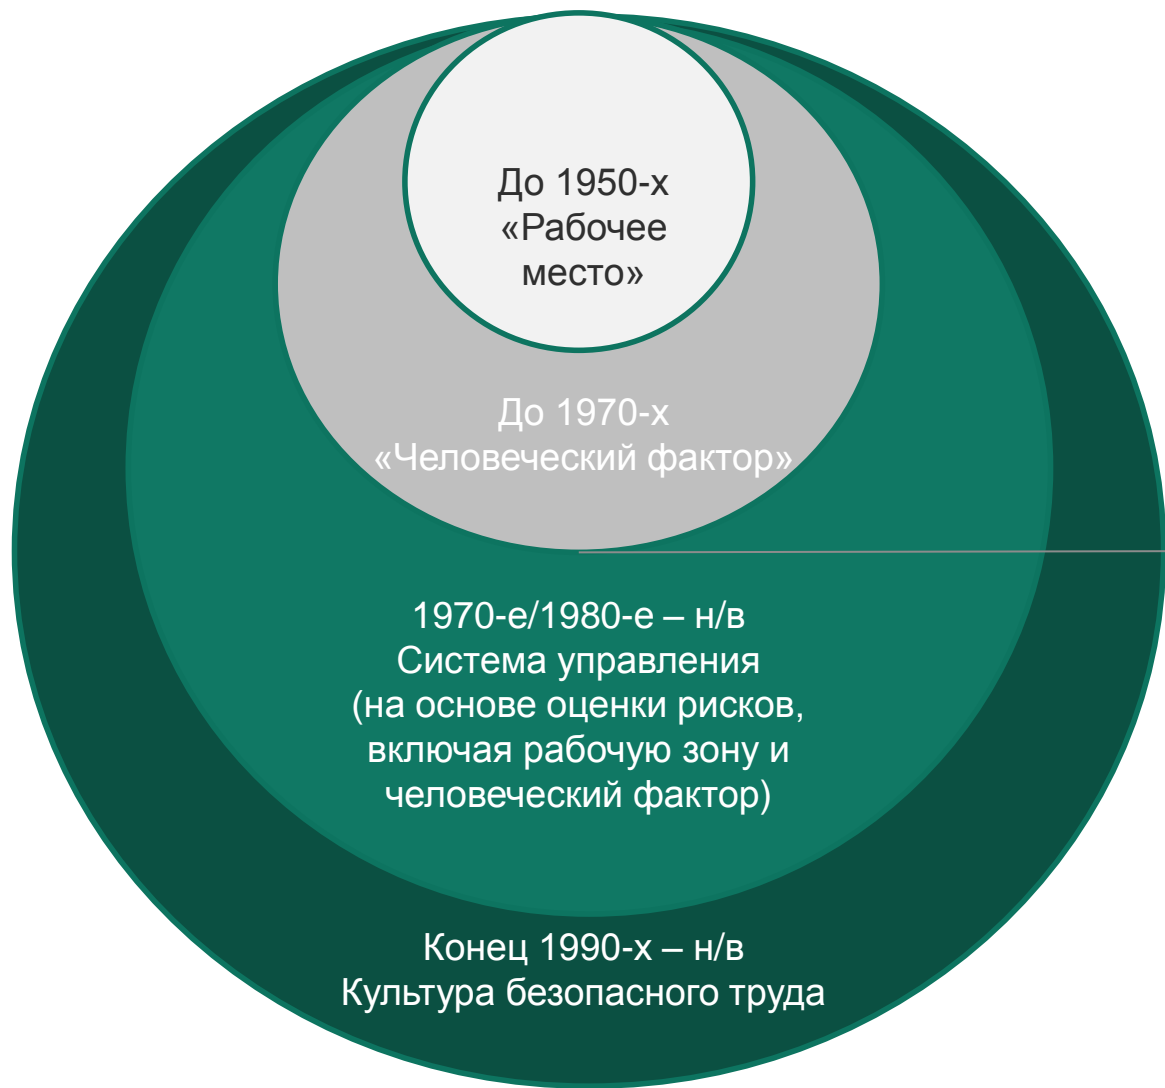 До 1950-х
«Рабочее
место»
До 1970-х
«Человеческий фактор»
1970-е/1980-е – н/в
Система управления
(на основе оценки рисков,
включая рабочую зону и
человеческий фактор)
Конец 1990-х – н/в
Культура безопасного труда